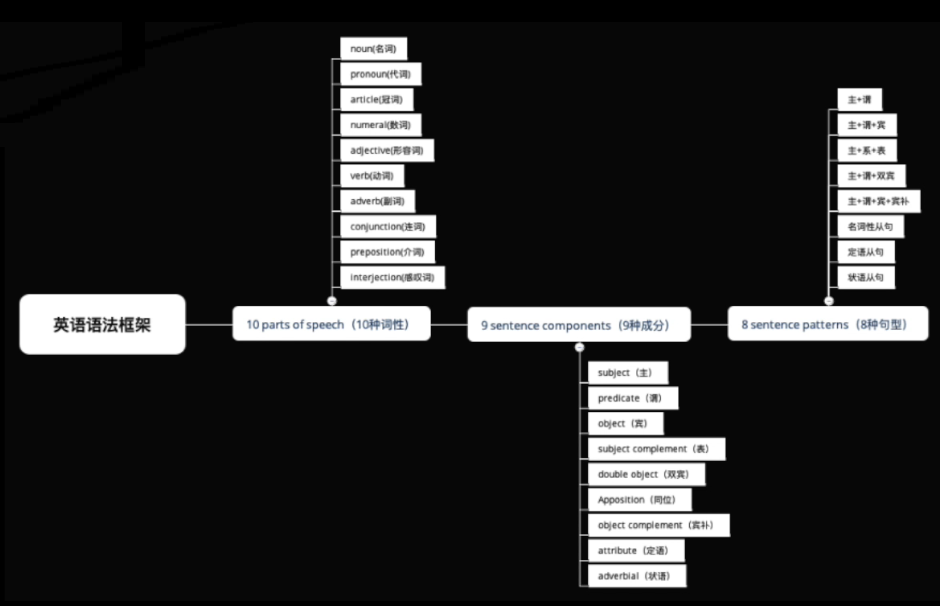 noun(名词)
pronoun(代词)
article(冠词)
numeral(数词)
adjective(形容词)
verb(动词)
adverb(副词)
conjunction(连词)
preposition(介词)
interjection(感叹词)
主+谓
主+谓+宾
主+系+表
主+谓+双宾
主+谓+宾+宾补
名词性从句
定语从句
状语从句
英语语法框架
10 parts of speech（10种词性）
9 sentence components（9种成分）
8 sentence patterns（8种句型）
subject（主）
predicate（谓）
object（宾）
subject complement（表）
double object（双宾）
Apposition（同位）
object complement（宾补）
attribute（定语）
adverbial（状语）